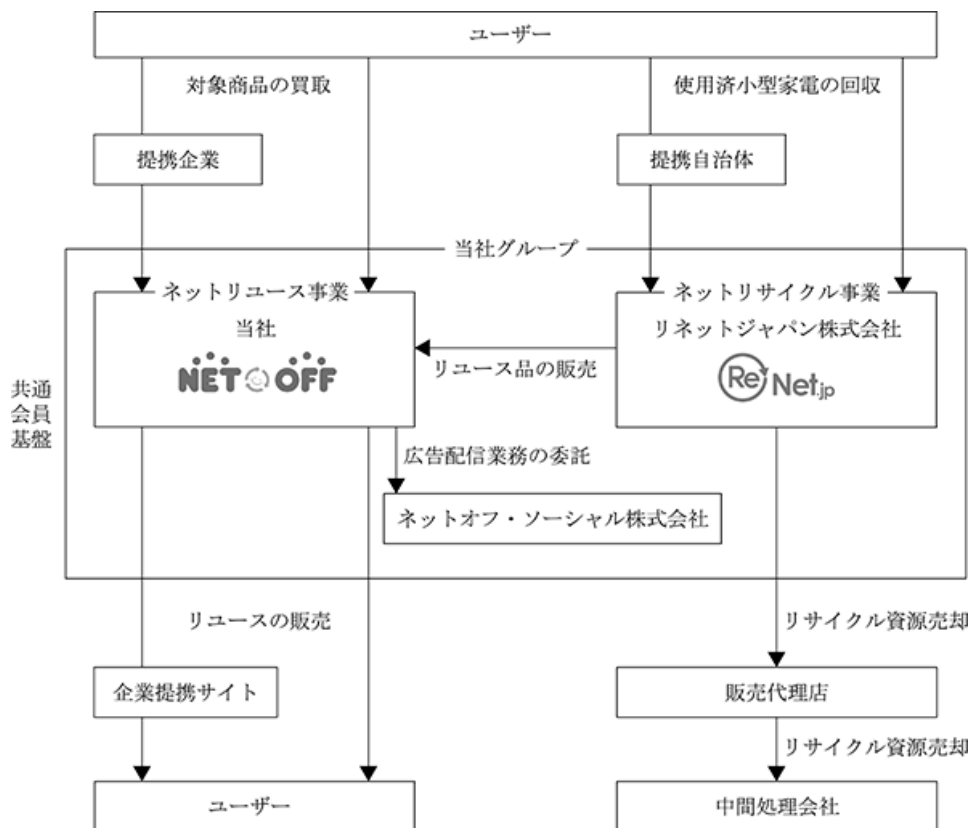 ユーザー
対象商品の買取
使用済小型家電の回収
提携企業
提携自治体
当社グループ
ネットリユース事業
ネットリサイクル事業
当社
リネットジャパン株式会社
NET OFF
リユース品の販売
Re Net.jp
共通
会員
基盤
広告配信業務の委託
ネットオフ・ソーシャル株式会社
リユースの販売
リサイクル資源売却
企業提携サイト
販売代理店
リサイクル資源売却
ユーザー
中間処理会社